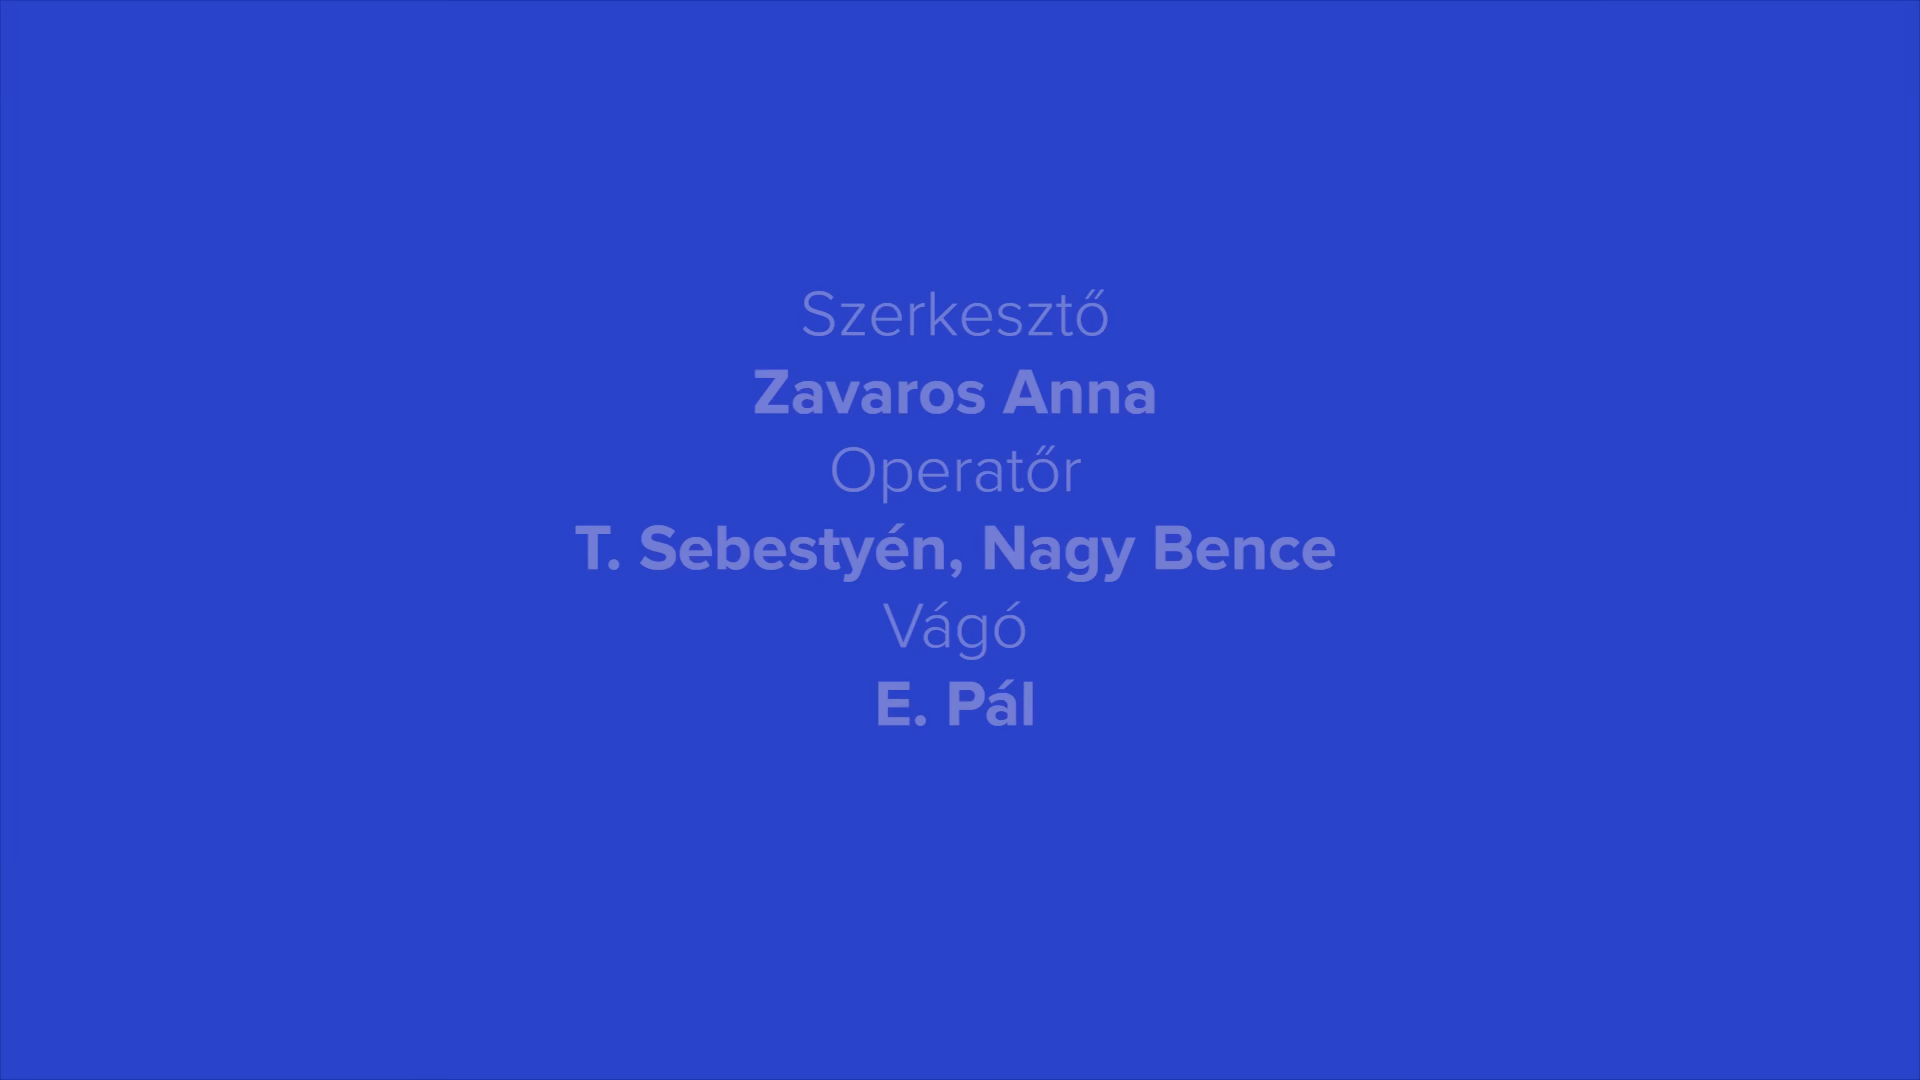 Szerkesztő
Zavaros Anna
Operatőr
T. Sebestyén, Nagy Bence
Vágó
E. Pál